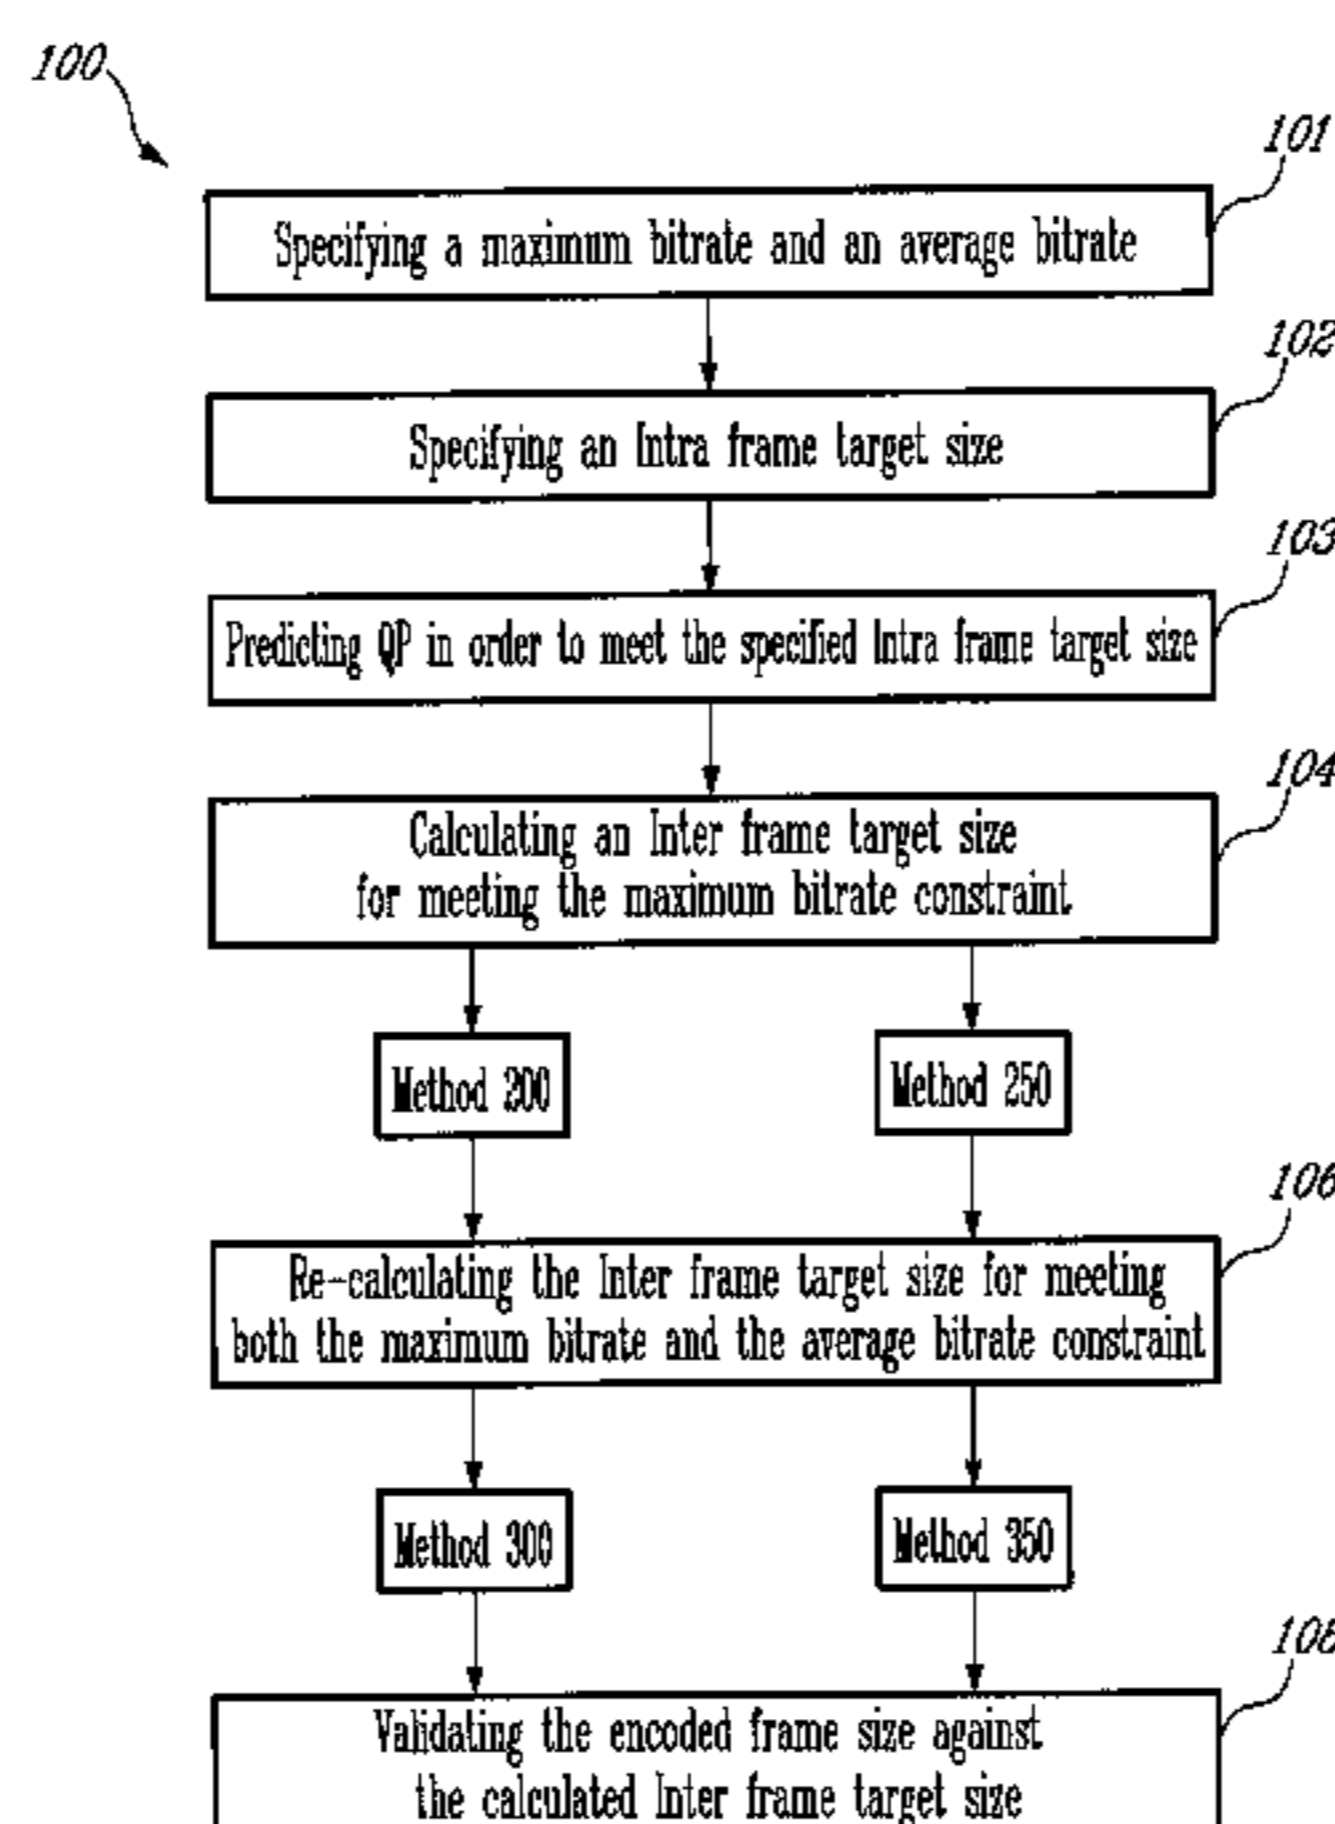 100
101
Specifying a maximum bitrate and an average bitrate
102
Specifying an Intra frame target size
103
Predicting QP in order to meet the specified Intra frame target size
104
Calculating an Inter frame target size
for meeting the maximum bitrate constraint
Method 200
Method 250
106
Re-calculating the Inter frame target size for meeting
both the maximum bitrate and the average bitrate constraint
Method 300
Method 350
108
Validating the encoded frame size against
the calculated Inter frame target size